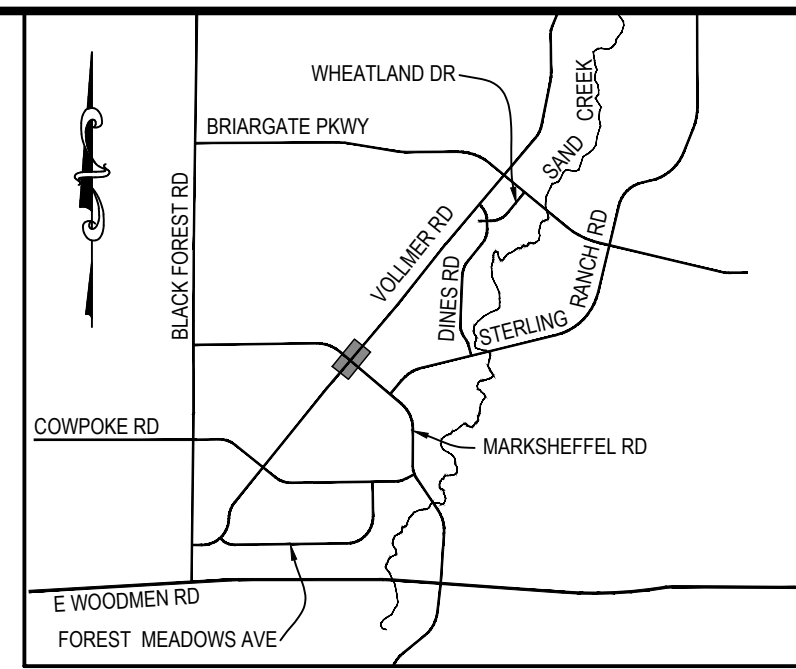 WHEATLAND DR
SAND CREEK
BRIARGATE PKWY
BLACK FOREST RD
VOLLMER RD
DINES RD
STERLING RANCH RD
COWPOKE RD
MARKSHEFFEL RD
E WOODMEN RD
FOREST MEADOWS AVE